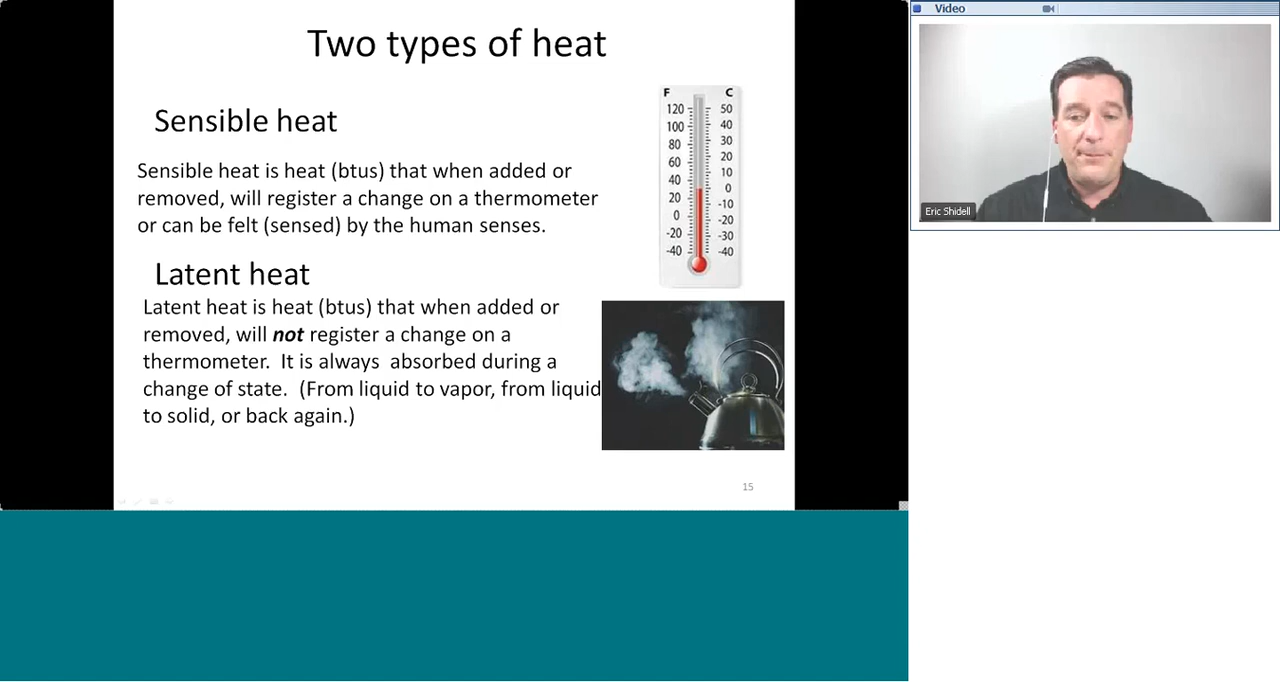 Two types of heat
Sensible heat
Sensible heat is heat (btus) that when added or
removed, will register a change on a thermometer
or can be felt (sensed) by the human senses.
Latent heat
Latent heat is heat (btus) that when added or
removed, will not register a change on a
thermometer.  It is always  absorbed during a
change of state.  (From liquid to vapor, from liquid
to solid, or back again.)
F C
120 50
100 40
80 30
60 20
40 10
20 0
0 -10
-20 -20
-40 -30
-40
15
Video
Eric Shidell